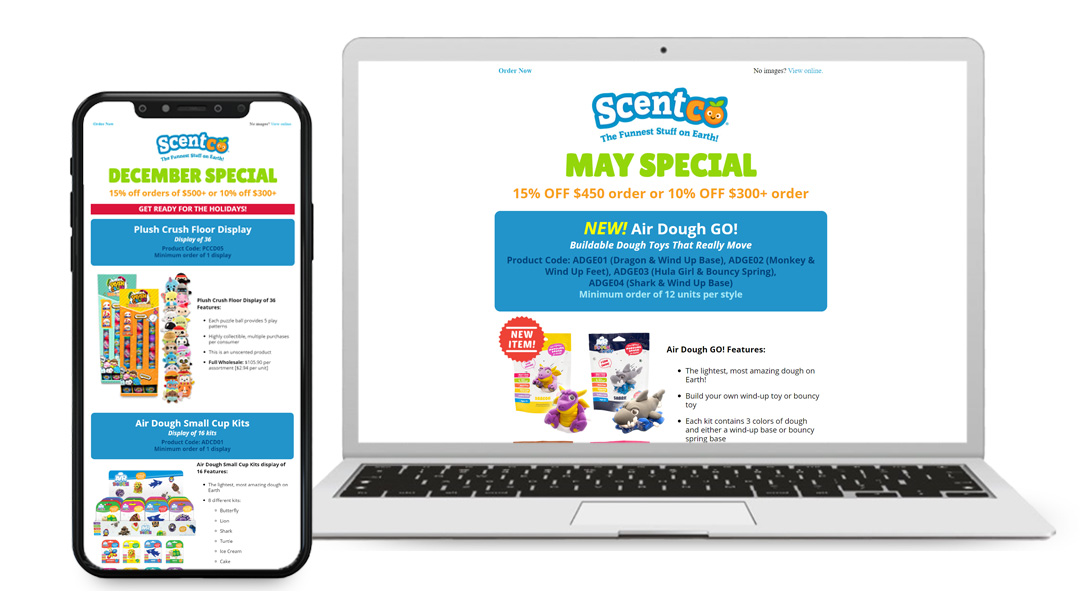 Order Now
No images? View online.
Scentco
The Funnest Stuff on Earth!
DECEMBER SPECIAL
15% off orders of $500+ or 10% off $300+
GET READY FOR THE HOLIDAYS!
Plush Crush Floor Display
Display of 36
Product Code: PCCD05
Minimum order of 1 display
Plush Crush Floor Display of 36
Features:
Each puzzle ball provides 5 play
patterns
Highly collectible, multiple purchases
per consumer
This is an unscented product
Full Wholesale: $105.90 per
assortment [$2.94 per unit]
Air Dough Small Cup Kits
Display of 16 kits
Product Code: ADCD01
Minimum order of 1 display
Air Dough Small Cup Kits display of
16 Features:
The lightest, most amazing dough on
Earth
8 different kits:
Butterfly
Lion
Shark
Turtle
Ice Cream
Cake
Order Now
No images? View online.
Scentco
The Funnest Stuff on Earth!
MAY SPECIAL
15% OFF $450 order or 10% OFF $300+ order
NEW! Air Dough GO!
Buildable Dough Toys That Really Move
Product Code: ADGE01 (Dragon & Wind Up Base), ADGE02 (Monkey &
Wind Up Feet), ADGE03 (Hula Girl & Bouncy Spring),
ADGE04 (Shark & Wind Up Base)
Minimum order of 12 units per style
NEW
ITEM!
Air Dough GO! Features:
The lightest, most amazing dough on
Earth!
Build your own wind-up toy or bouncy
toy
Each kit contains 3 colors of dough
and either a wind-up base or bouncy
spring base